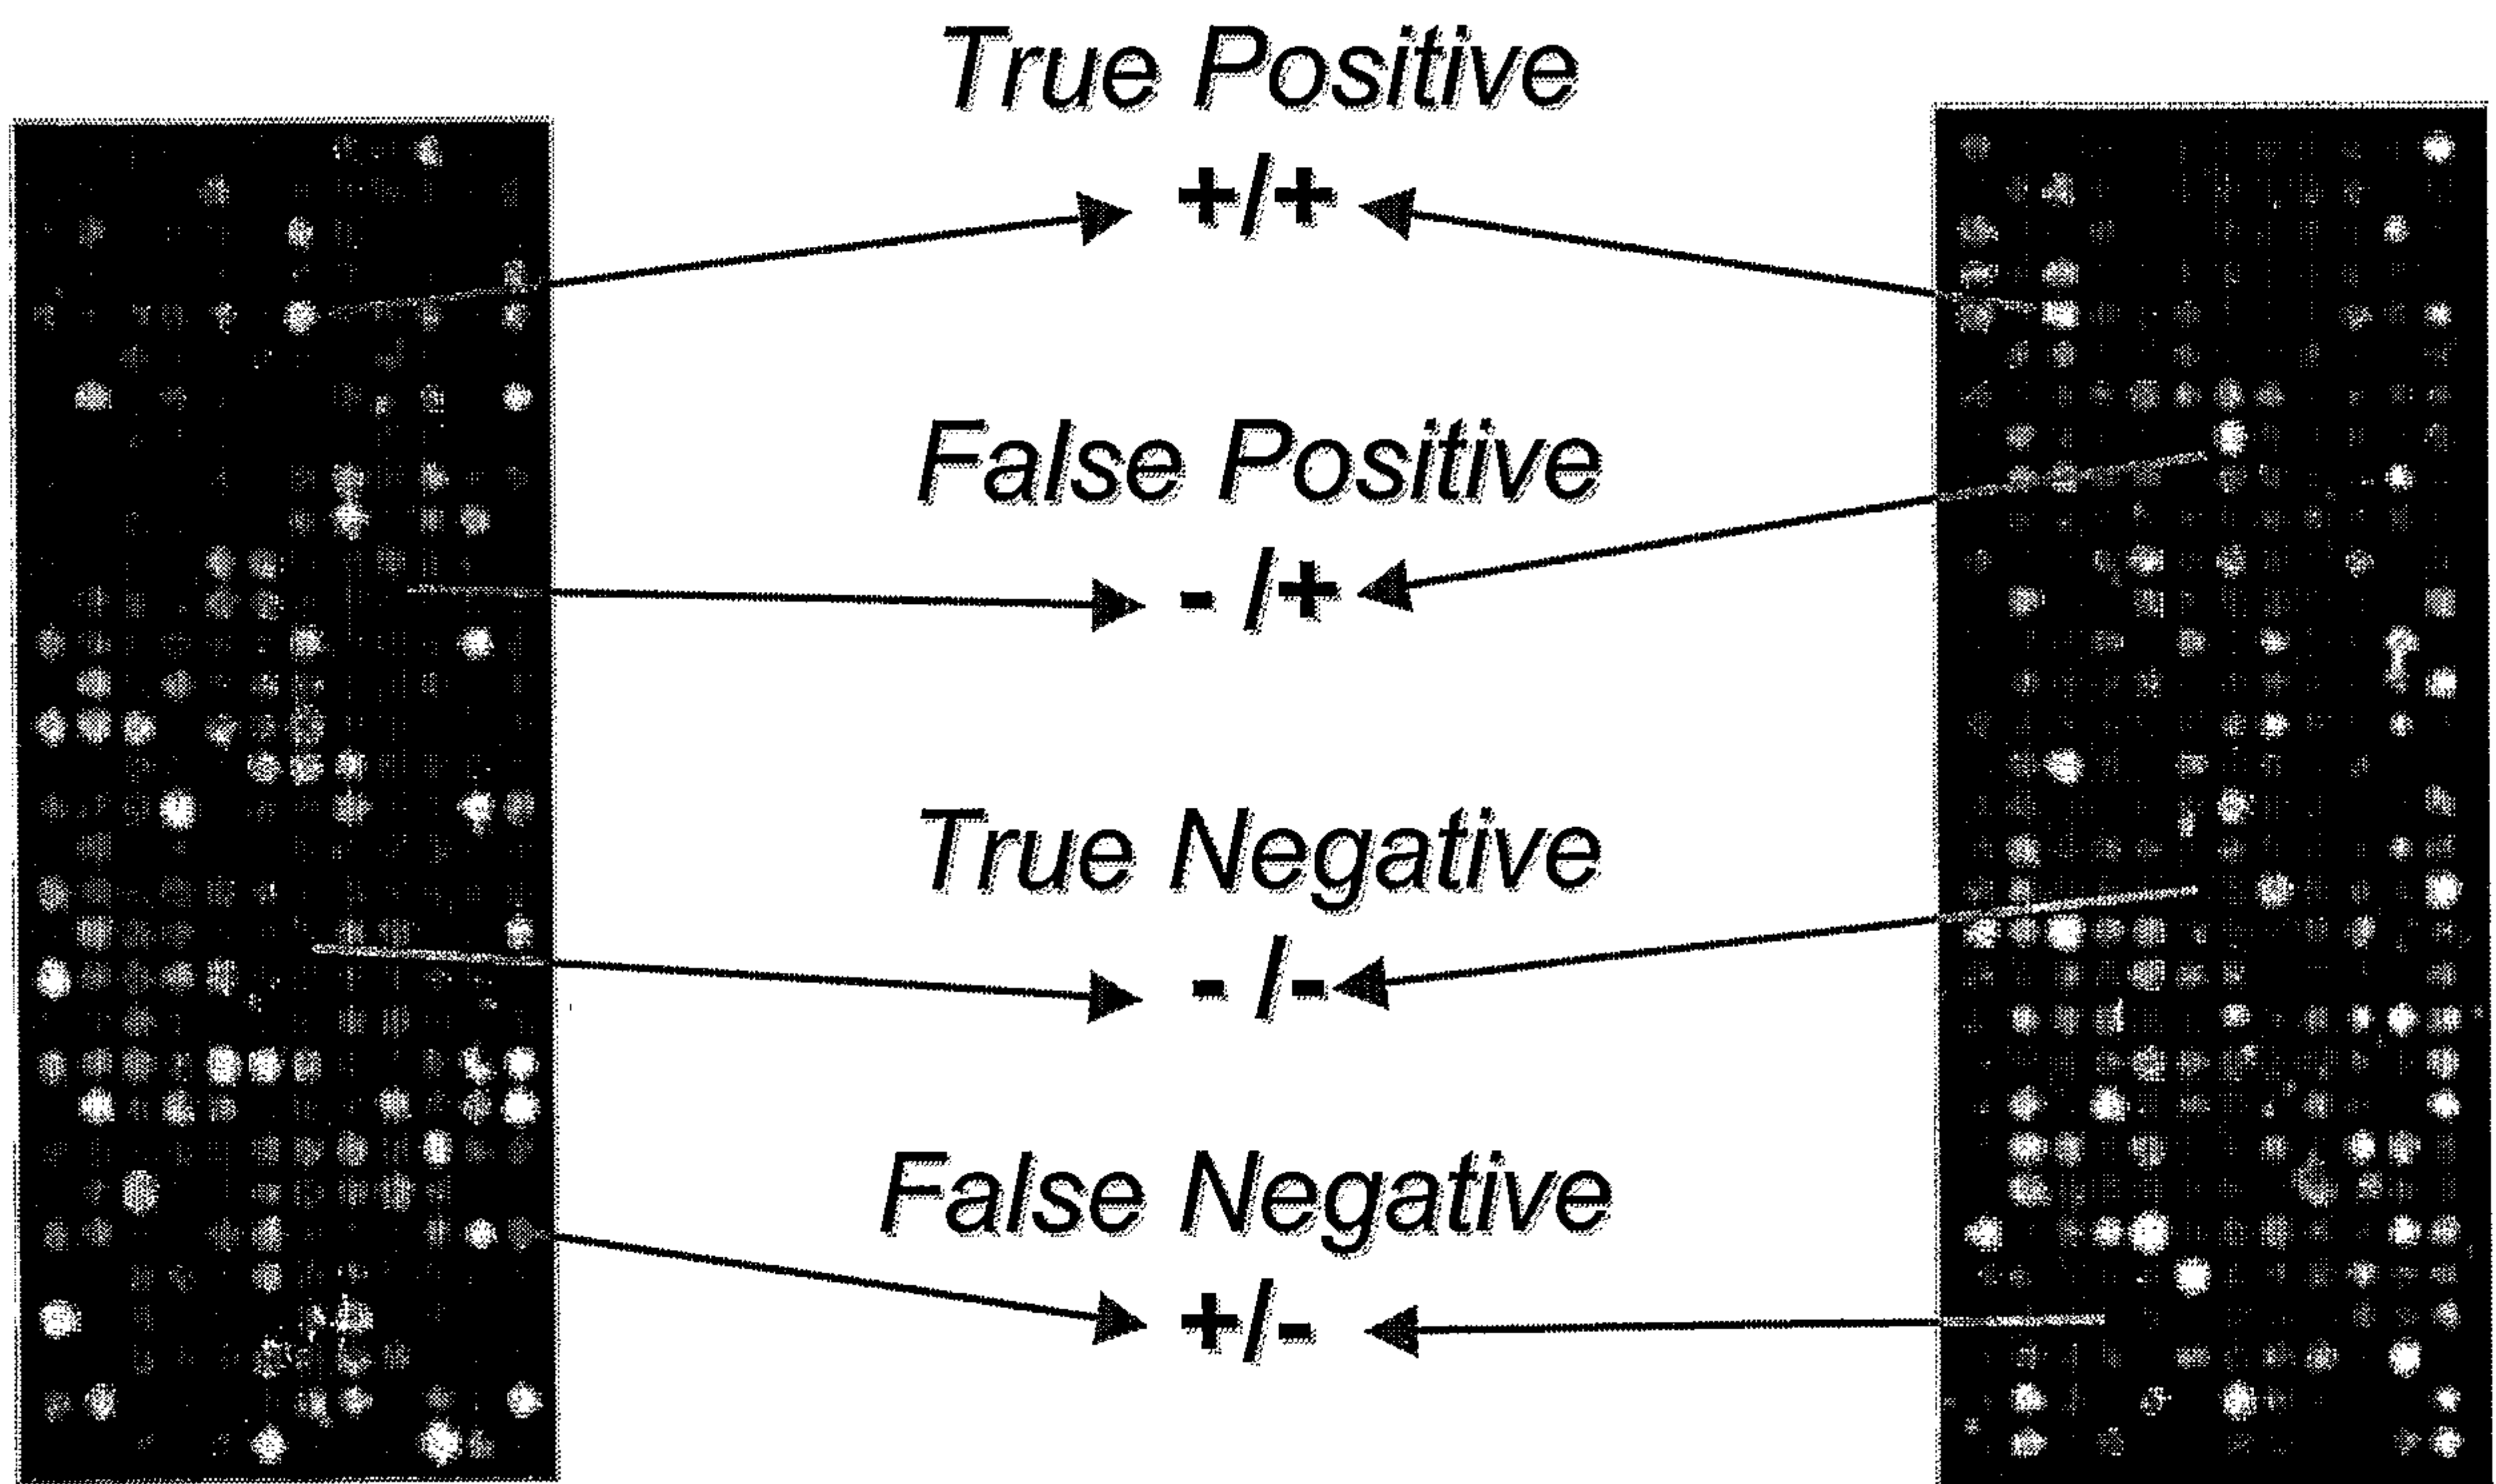 True Positive
+/+
False Positive
- /+
True Negative
- /-
False Negative
+/-